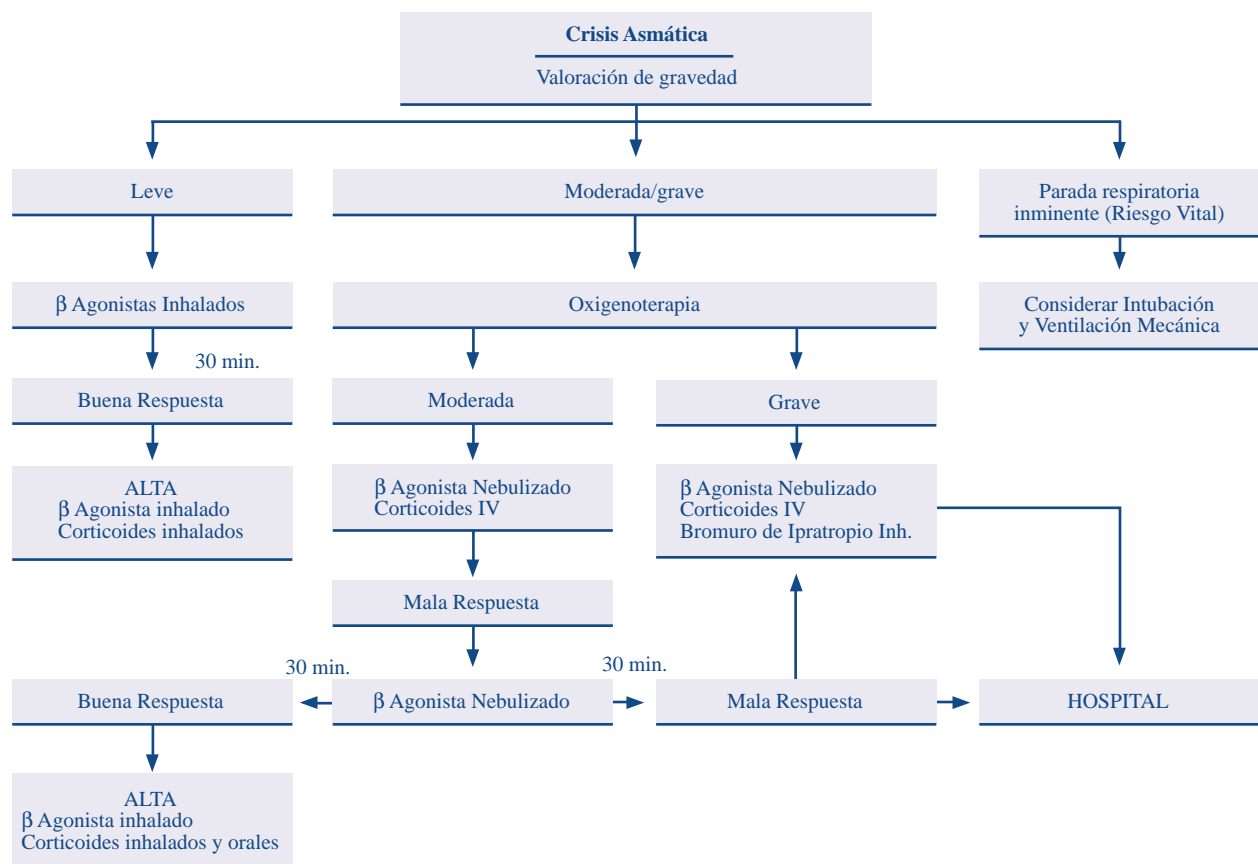 Crisis Asmática
Valoración de gravedad
Leve
Moderada/grave
Parada respiratoria
inminente (Riesgo Vital)
β Agonistas Inhalados
Oxigenoterapia
Considerar Intubación
y Ventilación Mecánica
30 min.
Buena Respuesta
Moderada
Grave
ALTA
β Agonista inhalado
Corticoides inhalados
β Agonista Nebulizado
Corticoides IV
β Agonista Nebulizado
Corticoides IV
Bromuro de Ipratropio Inh.
Mala Respuesta
30 min.
30 min.
Buena Respuesta
β Agonista Nebulizado
Mala Respuesta
HOSPITAL
ALTA
β Agonista inhalado
Corticoides inhalados y orales